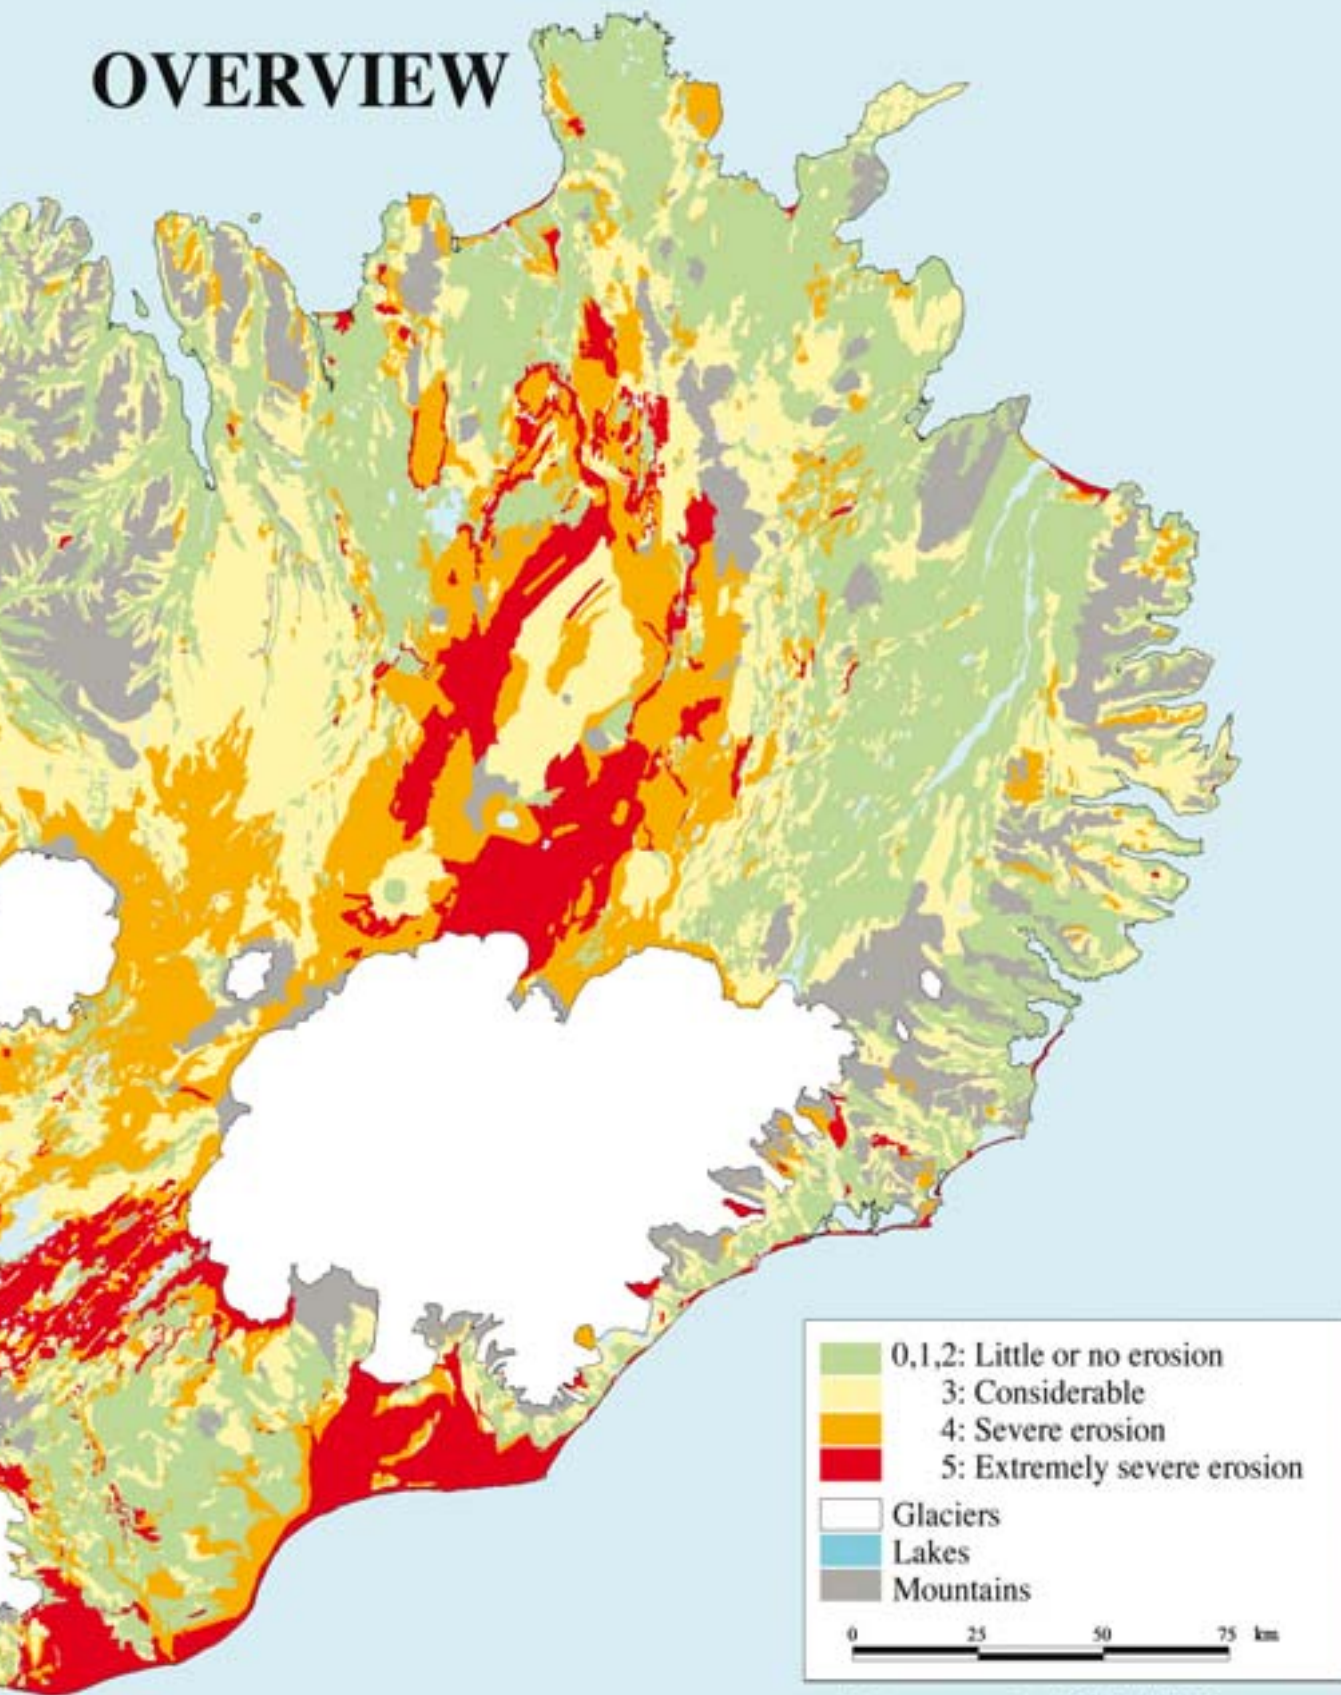 OVERVIEW
0,1,2: Little or no erosion
3: Considerable
4: Severe erosion
5: Extremely severe erosion
Glaciers
Lakes
Mountains
0 25 50 75 km